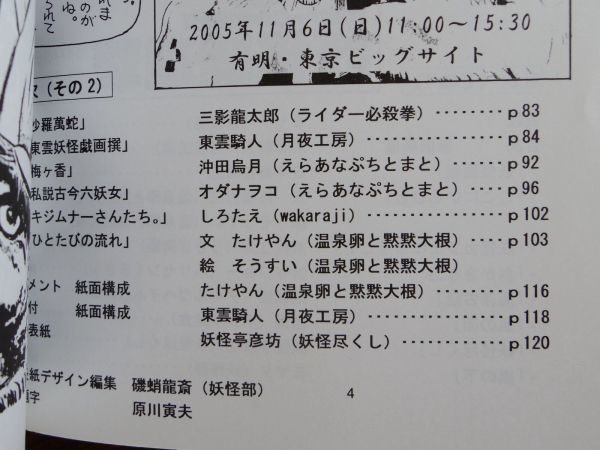 2005年11月6日(日)11:00～15:30
有明・東京ビッグサイト
(その2)
沙羅萬蛇」 三影龍太郎(ライダー必殺拳)········p83
東雲妖怪戯画撰」 東雲騎人(月夜工房)···············p84
梅ヶ香」 沖田烏月(えらあなぷちとまと)·····p92
私説古今六妖女」 オダナヲコ(えらあなぷちとまと)·····p96
キジムナーさんたち。」 しろたえ(wakaraji)················p102
ひとたびの流れ」 文 たけやん(温泉卵と黙黙大根)·····p103
絵 そうすい(温泉卵と黙黙大根)
メント 紙面構成 たけやん(温泉卵と黙黙大根)········p116
付 紙面構成 東雲騎人(月夜工房)··············p118
表紙 妖怪亭彦坊(妖怪尽くし)···········p120
紙デザイン編集 磯蛸龍斎(妖怪部)
字 原川寅夫
4